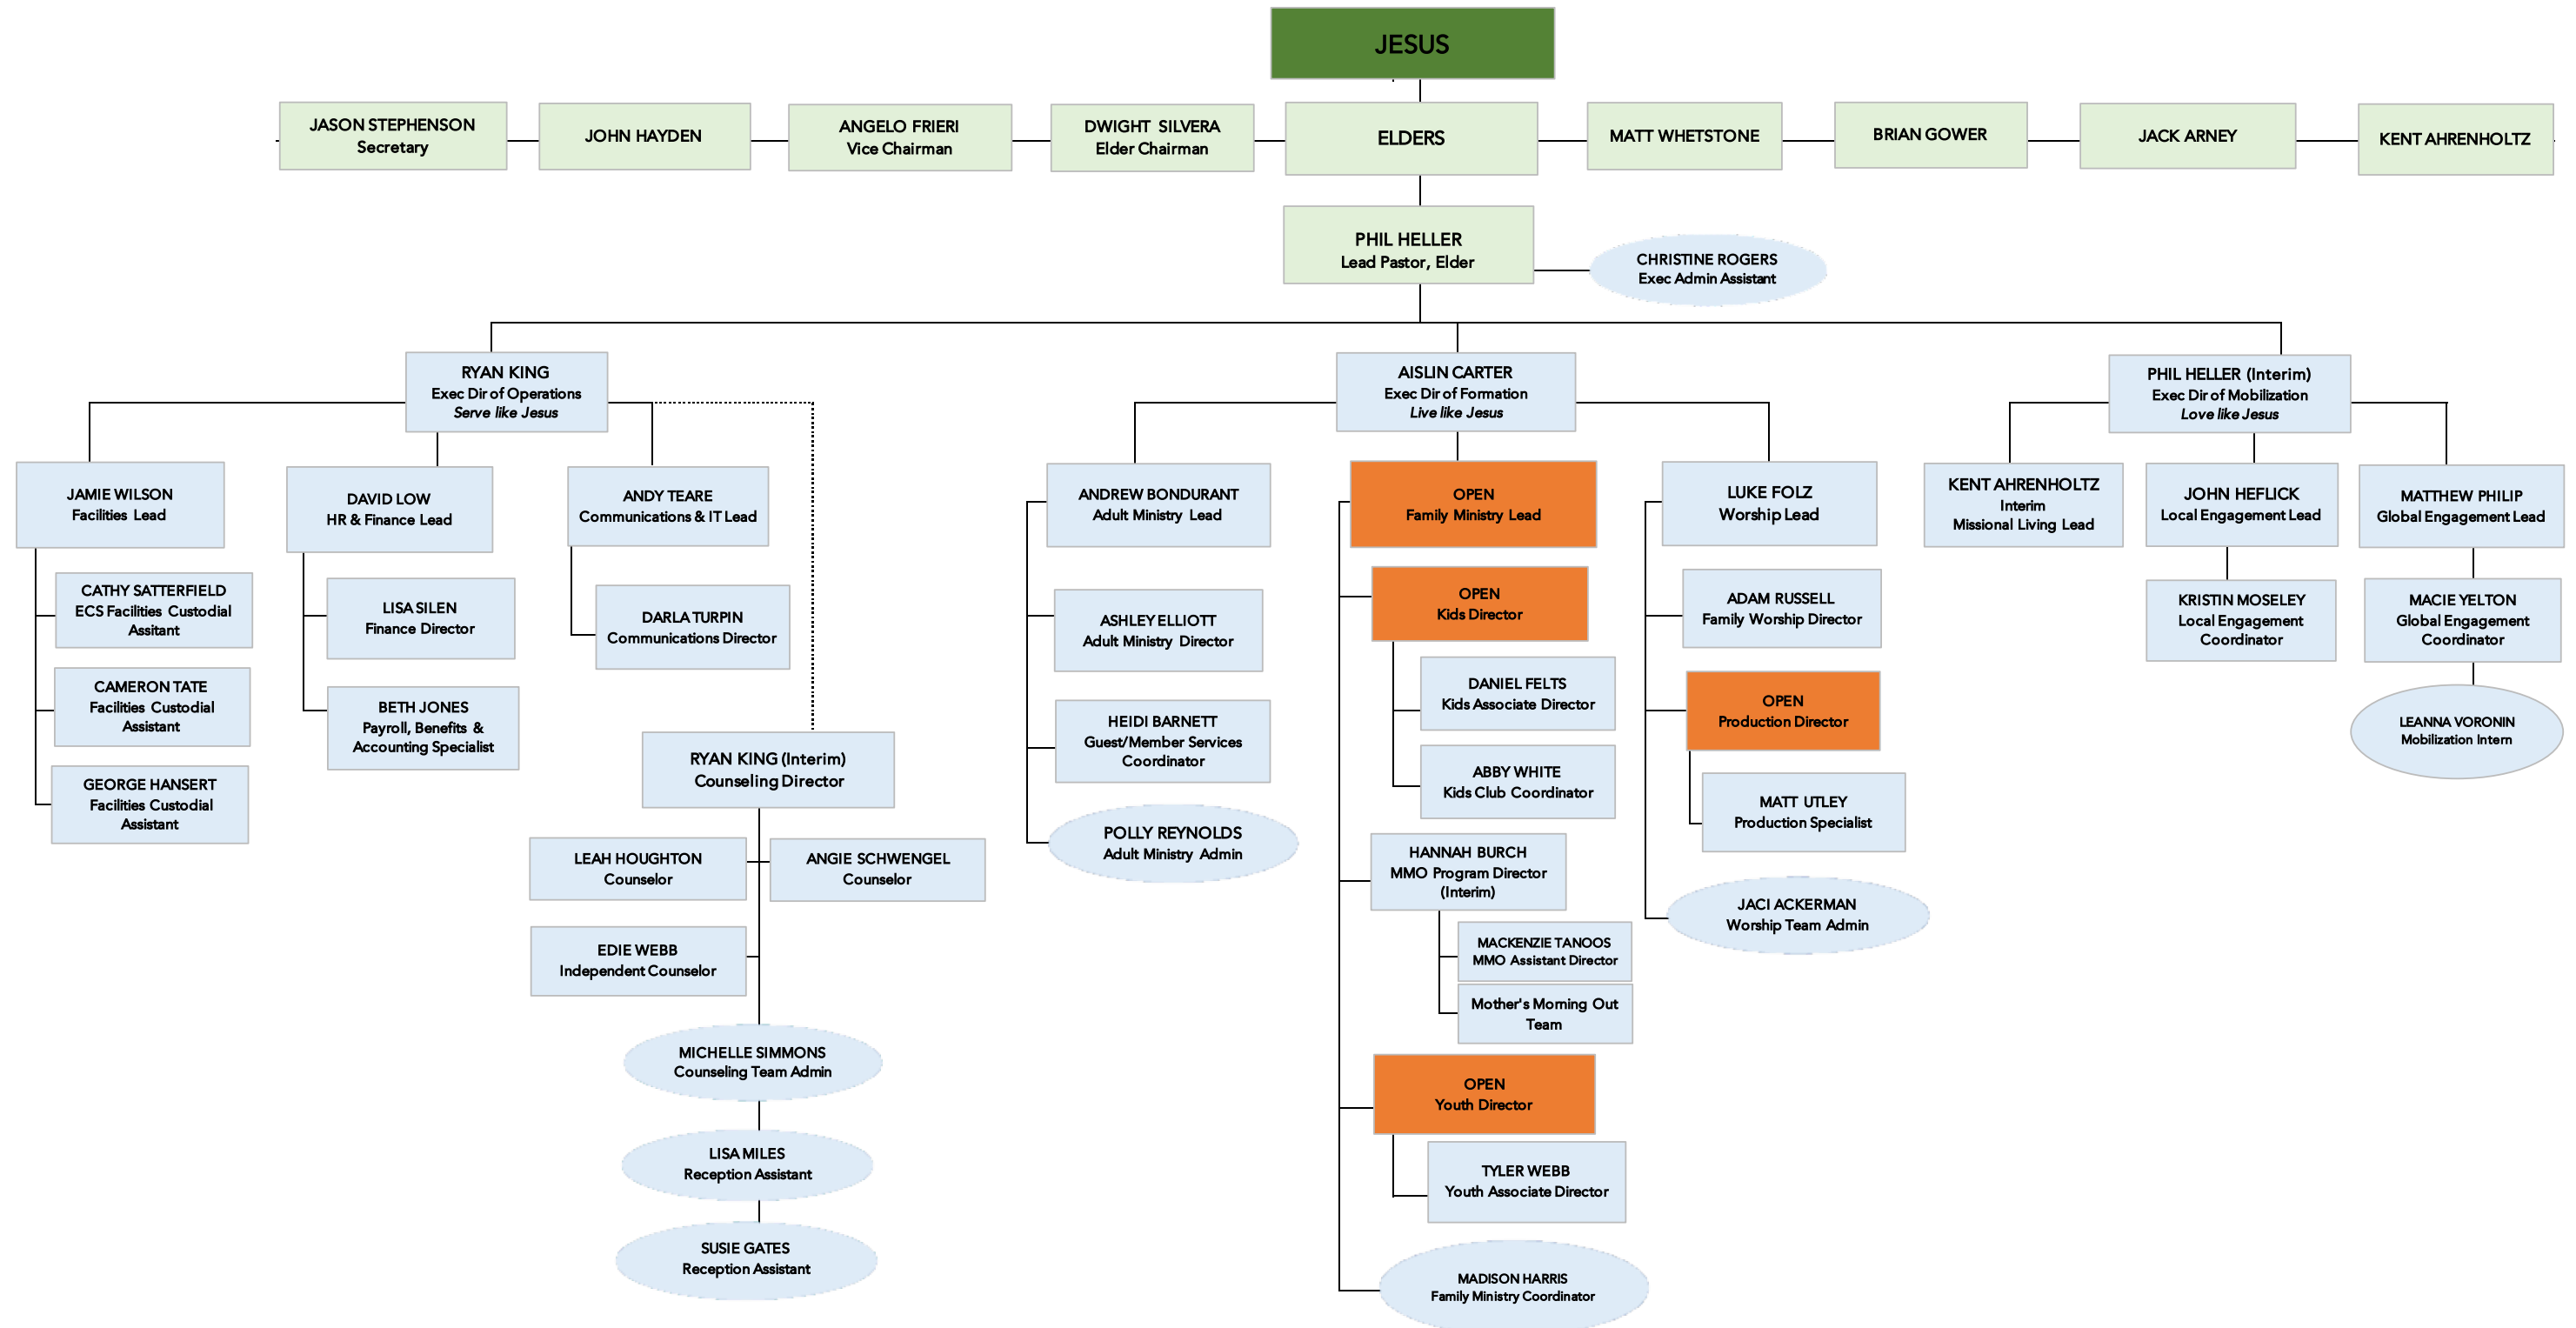 JESUS
JASON STEPHENSON
Secretary
JOHN HAYDEN
ANGELO FRIERI
Vice Chairman
DWIGHT SILVERA
Elder Chairman
ELDERS
MATT WHETSTONE
BRIAN GOWER
JACK ARNEY
KENT AHRENHOLTZ
PHIL HELLER
Lead Pastor, Elder
CHRISTINE ROGERS
Exec Admin Assistant
RYAN KING
Exec Dir of Operations
Serve like Jesus
JAMIE WILSON
Facilities Lead
CATHY SATTERFIELD
ECS Facilities Custodial
Assitant
CAMERON TATE
Facilities Custodial
Assistant
GEORGE HANSERT
Facilities Custodial
Assistant
DAVID LOW
HR & Finance Lead
LISA SILEN
Finance Director
BETH JONES
Payroll, Benefits &
Accounting Specialist
ANDY TEARE
Communications & IT Lead
DARLA TURPIN
Communications Director
RYAN KING (Interim)
Counseling Director
LEAH HOUGHTON
Counselor
ANGIE SCHWENGEL
Counselor
EDIE WEBB
Independent Counselor
MICHELLE SIMMONS
Counseling Team Admin
LISA MILES
Reception Assistant
SUSIE GATES
Reception Assistant
AISLIN CARTER
Exec Dir of Formation
Live like Jesus
ANDREW BONDURANT
Adult Ministry Lead
ASHLEY ELLIOTT
Adult Ministry Director
HEIDI BARNETT
Guest/Member Services
Coordinator
POLLY REYNOLDS
Adult Ministry Admin
OPEN
Family Ministry Lead
OPEN
Kids Director
DANIEL FELTS
Kids Associate Director
ABBY WHITE
Kids Club Coordinator
HANNAH BURCH
MMO Program Director
(Interim)
MACKENZIE TANOOS
MMO Assistant Director
Mother's Morning Out
Team
OPEN
Youth Director
TYLER WEBB
Youth Associate Director
MADISON HARRIS
Family Ministry Coordinator
LUKE FOLZ
Worship Lead
ADAM RUSSELL
Family Worship Director
OPEN
Production Director
MATT UTLEY
Production Specialist
JACI ACKERMAN
Worship Team Admin
PHIL HELLER (Interim)
Exec Dir of Mobilization
Love like Jesus
KENT AHRENHOLTZ
Interim
Missional Living Lead
JOHN HEFLICK
Local Engagement Lead
KRISTIN MOSELEY
Local Engagement
Coordinator
MATTHEW PHILIP
Global Engagement Lead
MACIE YELTON
Global Engagement
Coordinator
LEANNA VORONIN
Mobilization Intern